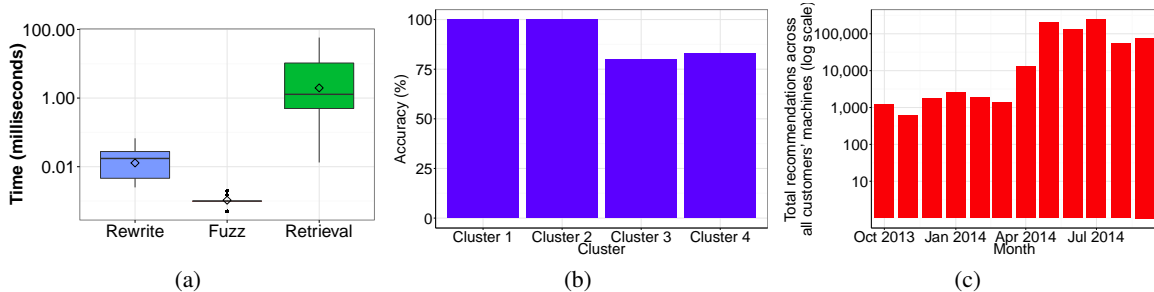 Time (milliseconds)
100.00
1.00
0.01
Rewrite Fuzz Retrieval
(a)
Accuracy (%)
100
75
50
25
0
Cluster 1 Cluster 2 Cluster 3 Cluster 4
Cluster
(b)
Total recommendations across
all customers' machines (log scale)
100,000
10,000
1,000
100
10
Oct 2013 Jan 2014 Apr 2014 Jul 2014
Month
(c)